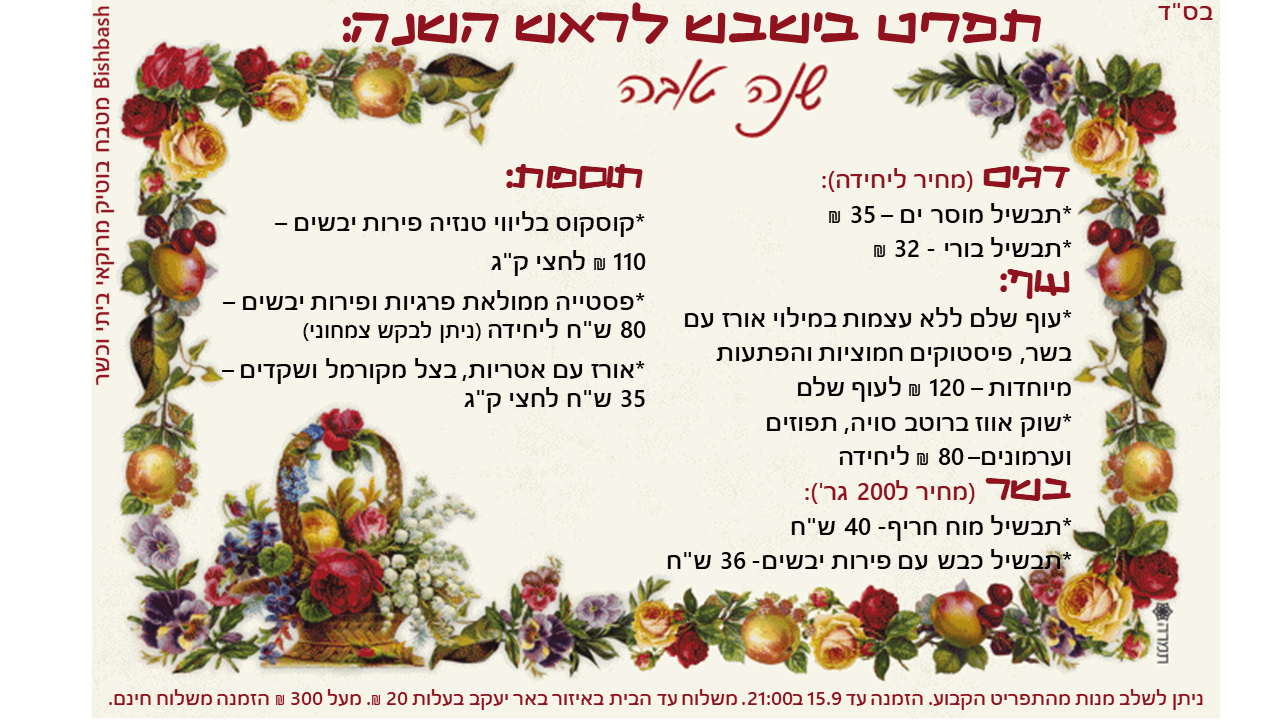 בס"ד
תפריט בישבש לראש השנה:
שנה טובה
דגים (מחיר ליחידה):
*תבשיל מוסר ים – 35 ₪
*תבשיל בורי - 32 ₪
עוף:
*עוף שלם ללא עצמות במילוי אורז עם
בשר, פיסטוקים חמוציות והפתעות
מיוחדות – 120 ₪ לעוף שלם
*שוק אווז ברוטב סויה, תפוזים
וערמונים– 80 ₪ ליחידה
בשר (מחיר ל200 גר'):
*תבשיל מוח חריף- 40 ש"ח
*תבשיל כבש עם פירות יבשים- 36 ש"ח
תוספות:
*קוסקוס בליווי טנזיה פירות יבשים –
110 ₪ לחצי ק"ג
*פסטייה ממולאת פרגיות ופירות יבשים –
80 ש"ח ליחידה (ניתן לבקש צמחוני)
*אורז עם אטריות, בצל מקורמל ושקדים –
35 ש"ח לחצי ק"ג
Bishbash מטבח בוטיק מרוקאי ביתי וכשר
תמרה
ניתן לשלב מנות מהתפריט הקבוע. הזמנה עד 15.9 ב21:00. משלוח עד הבית באיזור באר יעקב בעלות 20 ₪. מעל 300 ₪ הזמנה משלוח חינם.